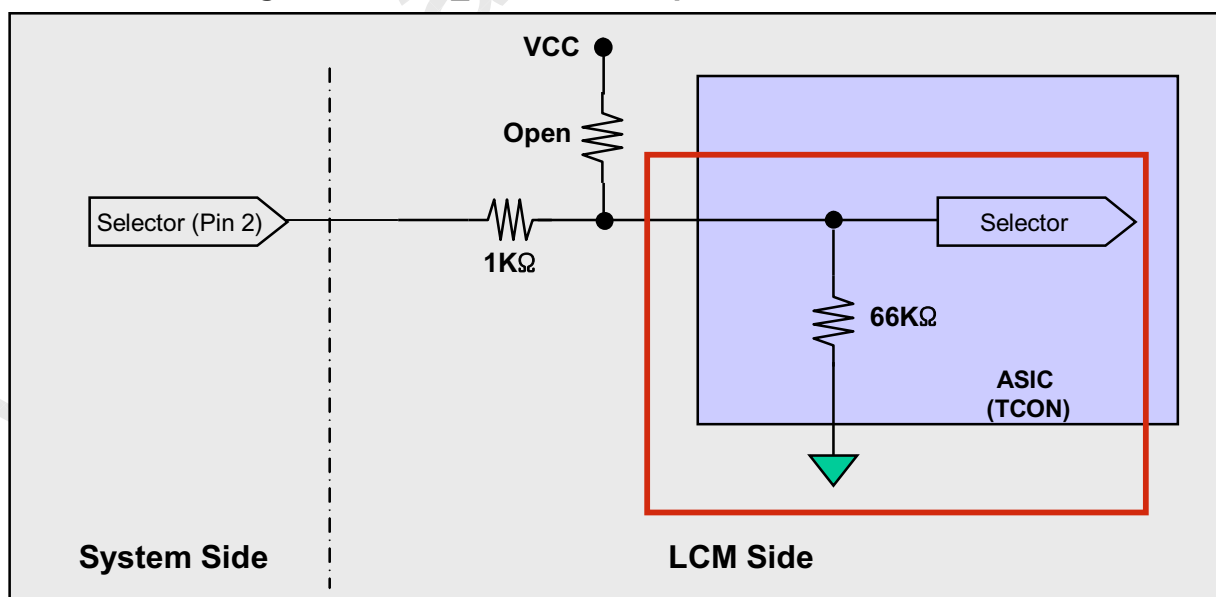 VCC
Open
Selector (Pin 2)
Selector
1KΩ
66KΩ
ASIC
(TCON)
System Side
LCM Side